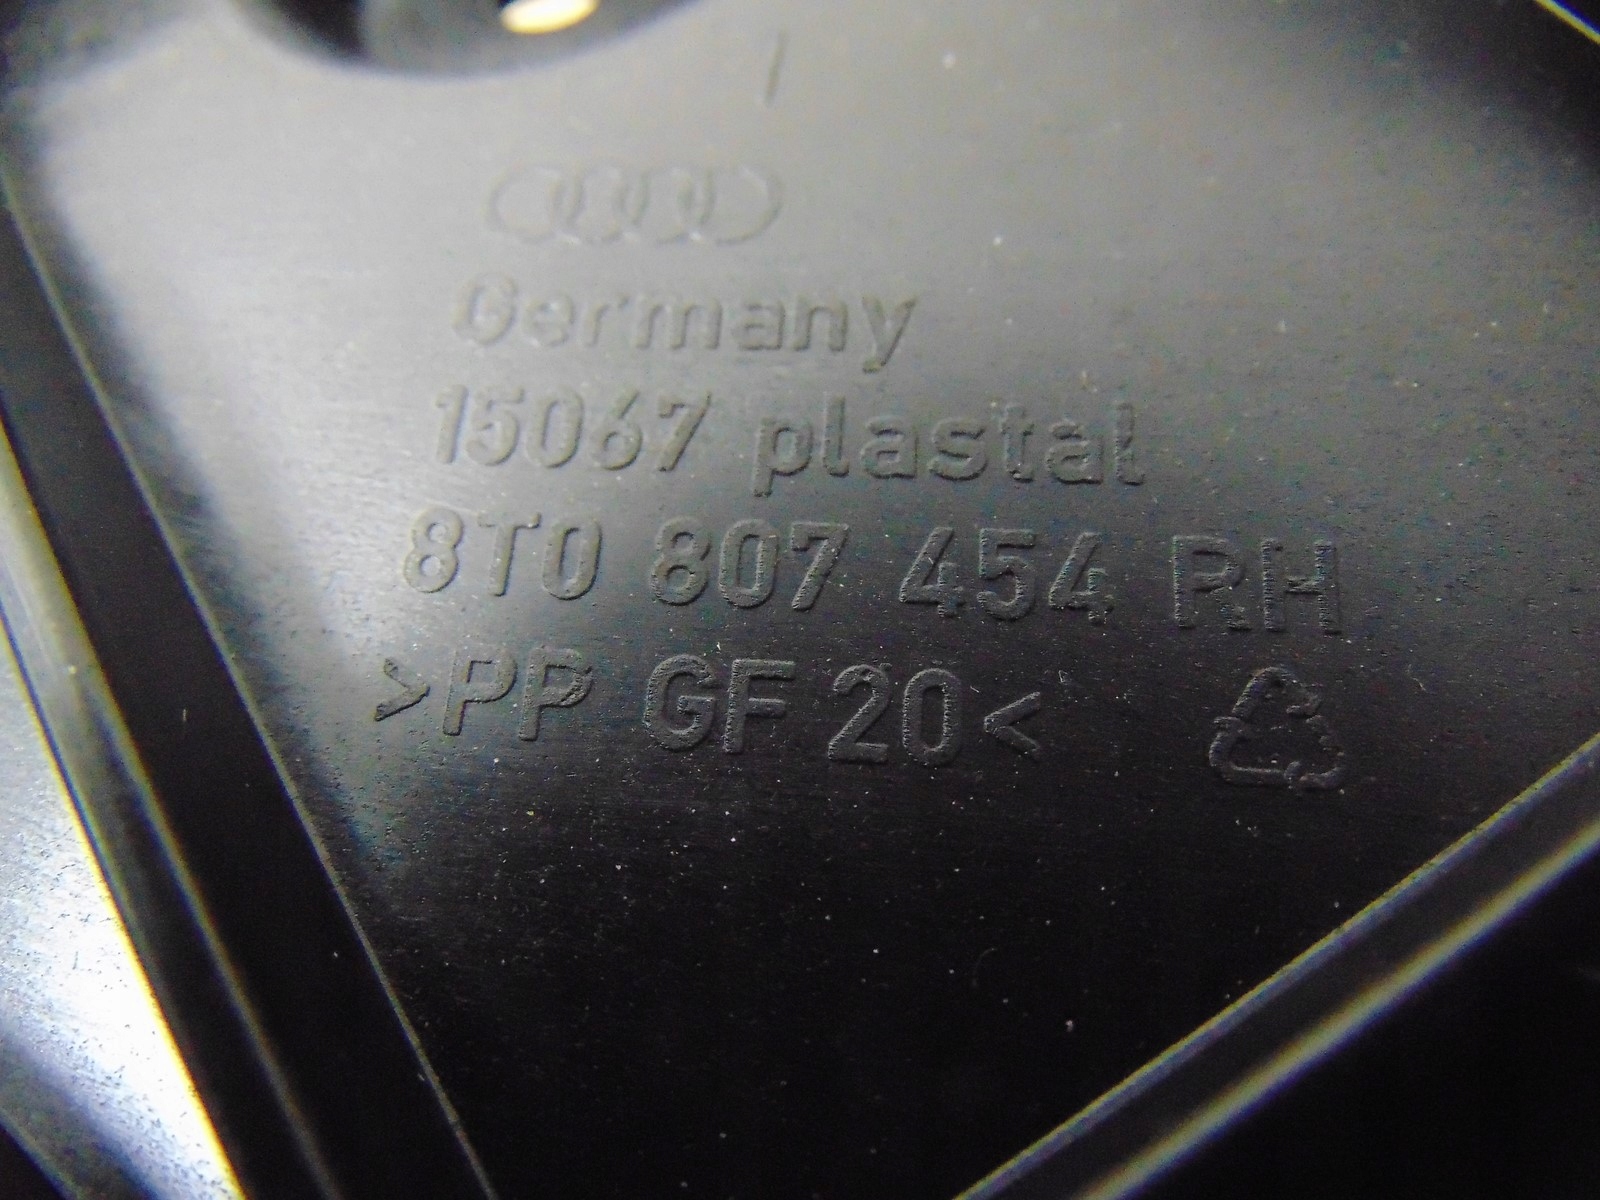 Germany
15067 plastal
8T0 807 454 RH
>PP GF 20<